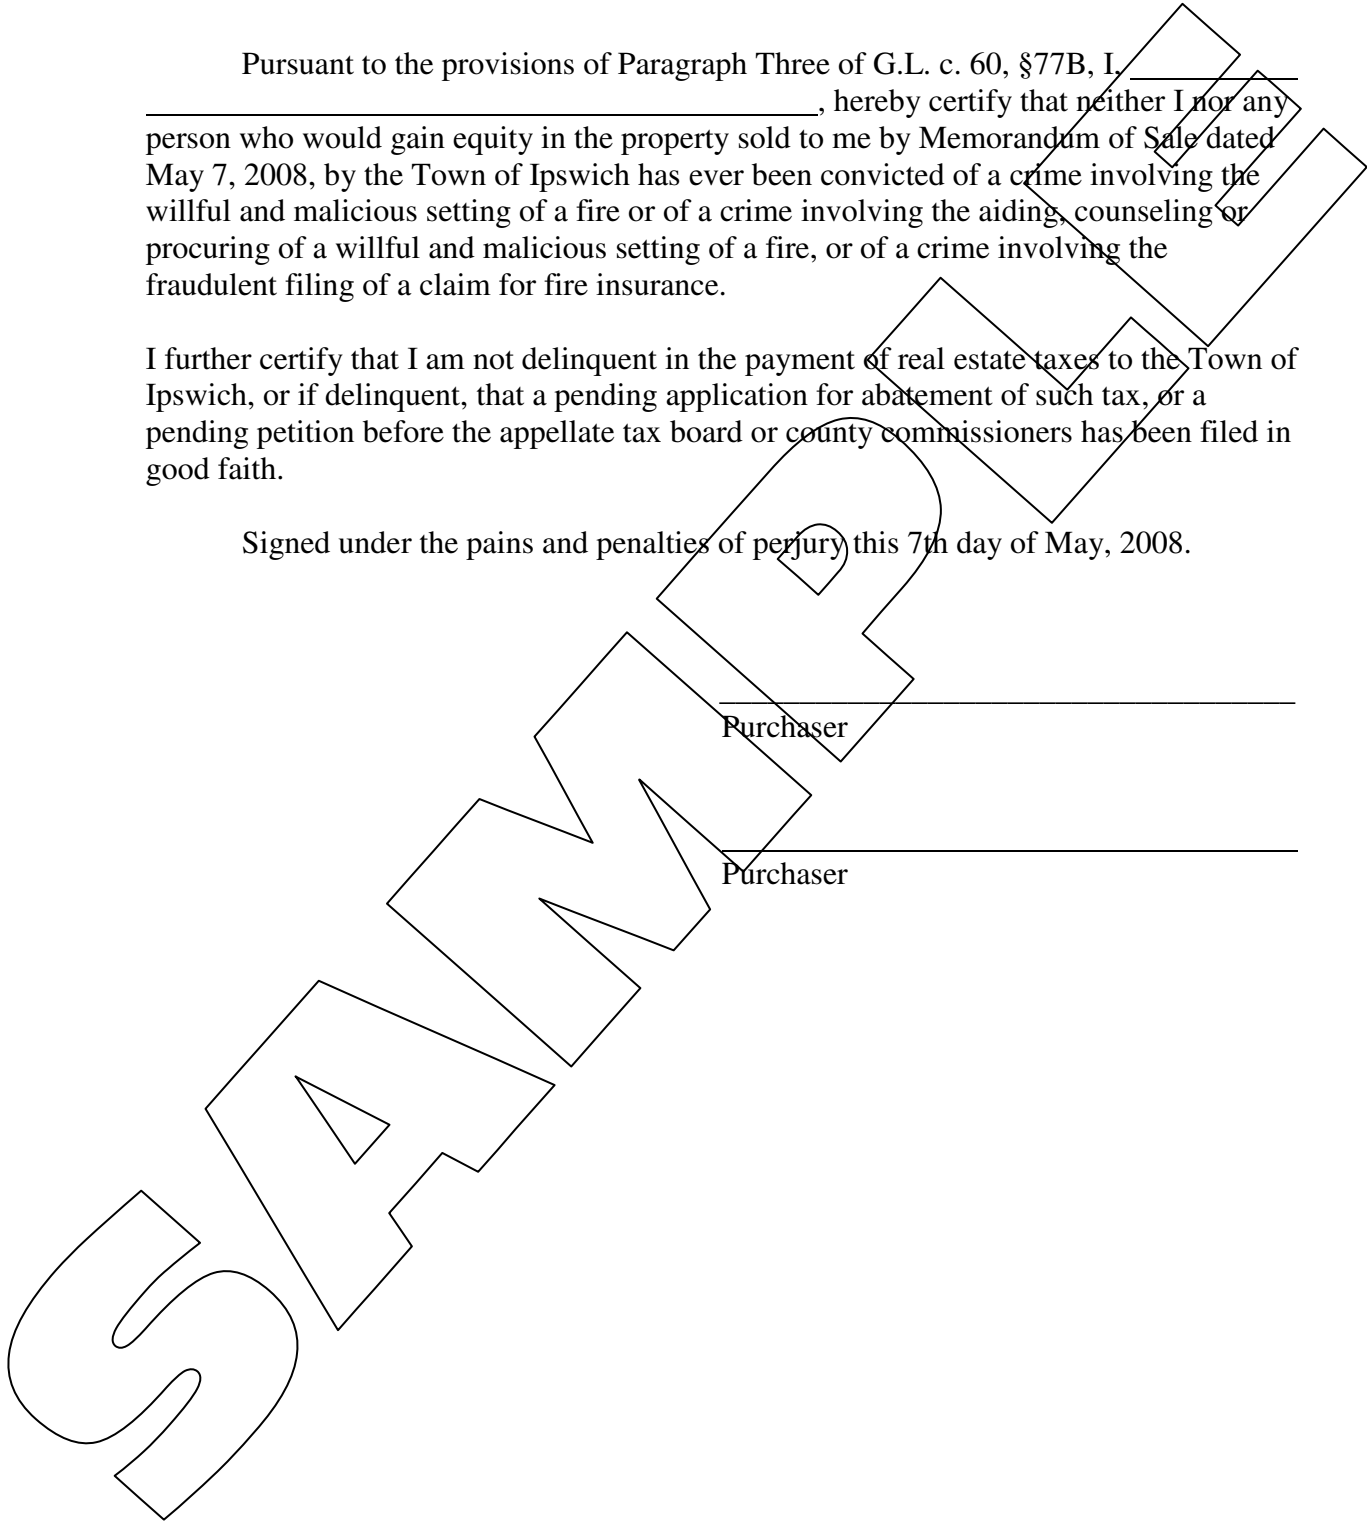 Pursuant to the provisions of Paragraph Three of G.L. c. 60, §77B, I,
, hereby certify that neither I nor any
person who would gain equity in the property sold to me by Memorandum of Sale dated
May 7, 2008, by the Town of Ipswich has ever been convicted of a crime involving the
willful and malicious setting of a fire or of a crime involving the aiding, counseling or
procuring of a willful and malicious setting of a fire, or of a crime involving the
fraudulent filing of a claim for fire insurance.
I further certify that I am not delinquent in the payment of real estate taxes to the Town of
Ipswich, or if delinquent, that a pending application for abatement of such tax, or a
pending petition before the appellate tax board or county commissioners has been filed in
good faith.
Signed under the pains and penalties of perjury this 7th day of May, 2008.
Purchaser
Purchaser
SAMPLE